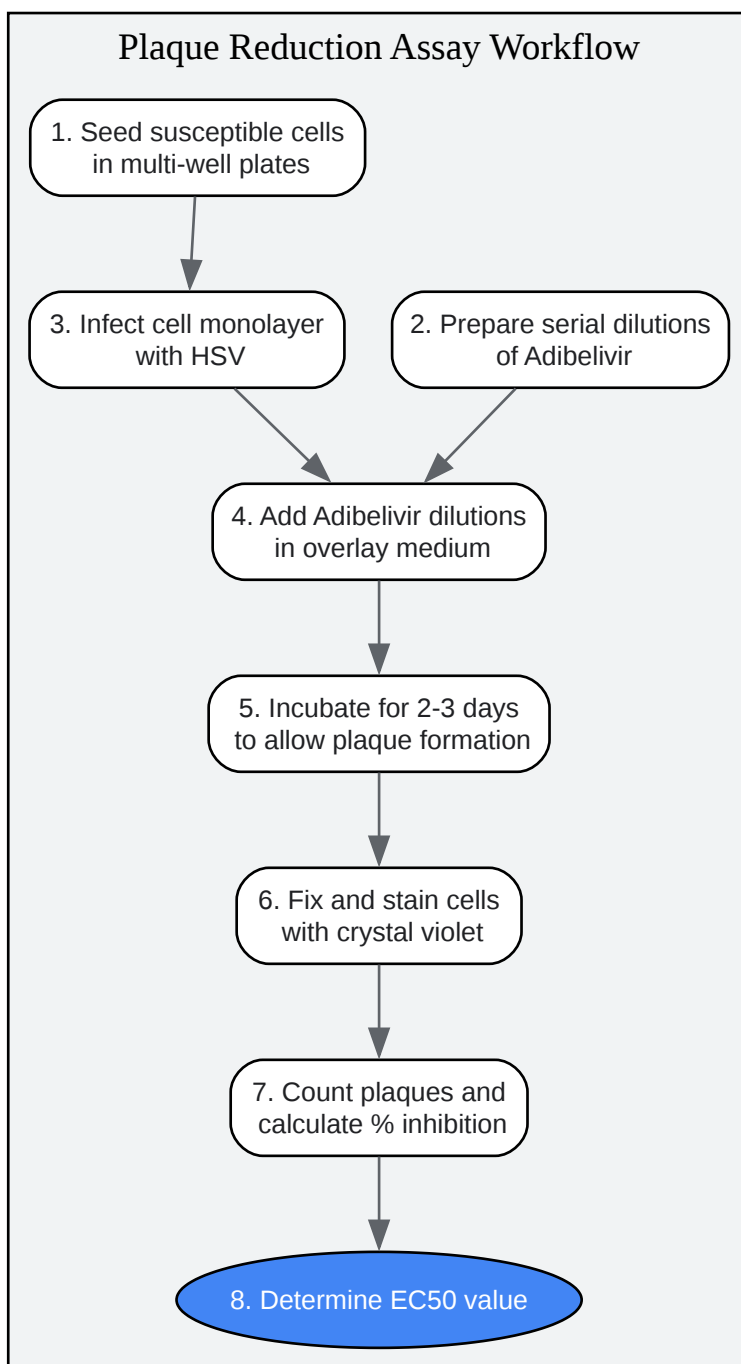 Plaque Reduction Assay Workflow
1. Seed susceptible cells
in multi-well plates
3. Infect cell monolayer
with HSV
2. Prepare serial dilutions
of Adibelivir
4. Add Adibelivir dilutions
in overlay medium
5. Incubate for 2-3 days
to allow plaque formation
6. Fix and stain cells
with crystal violet
7. Count plaques and
calculate % inhibition
8. Determine EC50 value